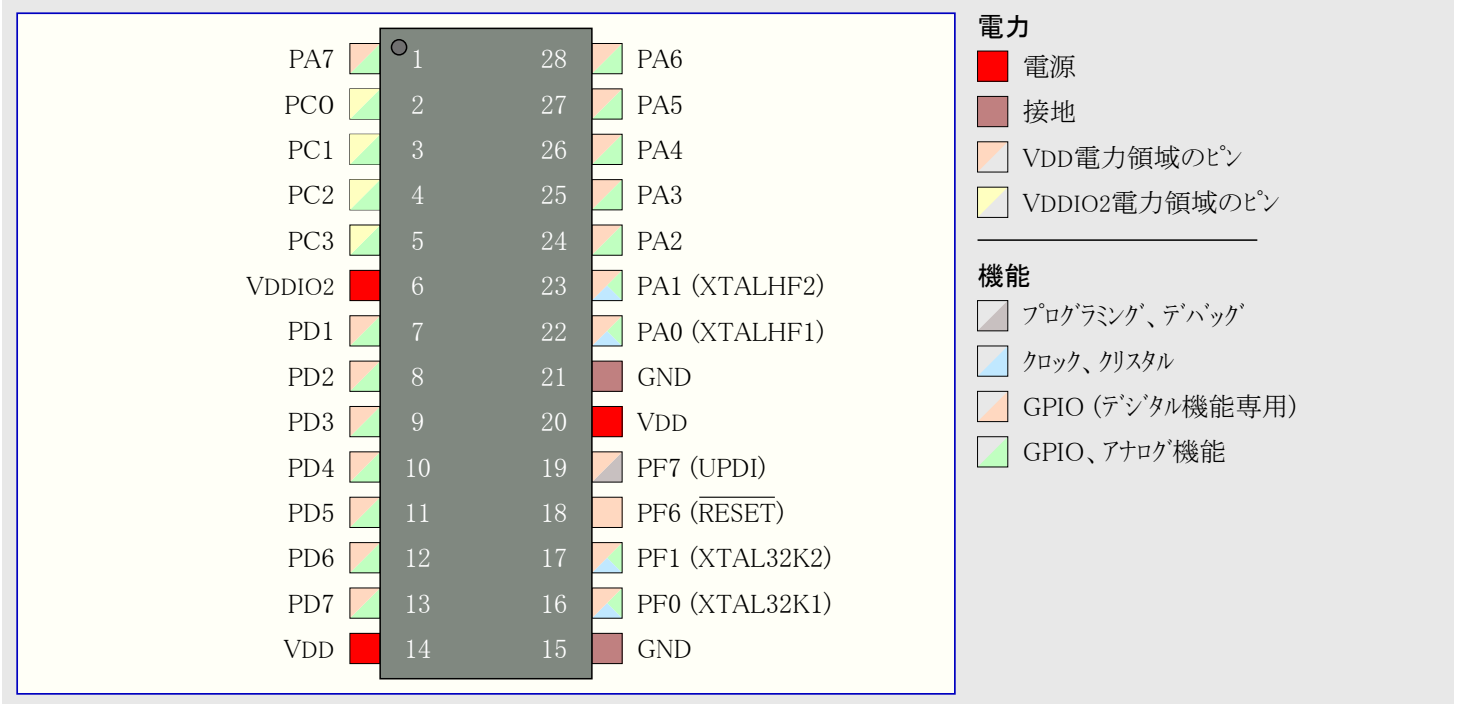 PA7 1 28 PA6
PC0 2 27 PA5
PC1 3 26 PA4
PC2 4 25 PA3
PC3 5 24 PA2
VDDIO2 6 23 PA1 (XTALHF2)
PD1 7 22 PA0 (XTALHF1)
PD2 8 21 GND
PD3 9 20 VDD
PD4 10 19 PF7 (UPDI)
PD5 11 18 PF6 (RESET)
PD6 12 17 PF1 (XTAL32K2)
PD7 13 16 PF0 (XTAL32K1)
VDD 14 15 GND
電力
電源
接地
VDD電力領域のﾋﾟﾝ
VDDIO2電力領域のﾋﾟﾝ
機能
ﾌﾟﾛｸﾞﾗﾐﾝｸﾞ、ﾃﾞﾊﾞｯｸﾞ
ｸﾛｯｸ、ｸﾘｽﾀﾙ
GPIO (ﾃﾞｼﾞﾀﾙ機能専用)
GPIO、ｱﾅﾛｸﾞ機能